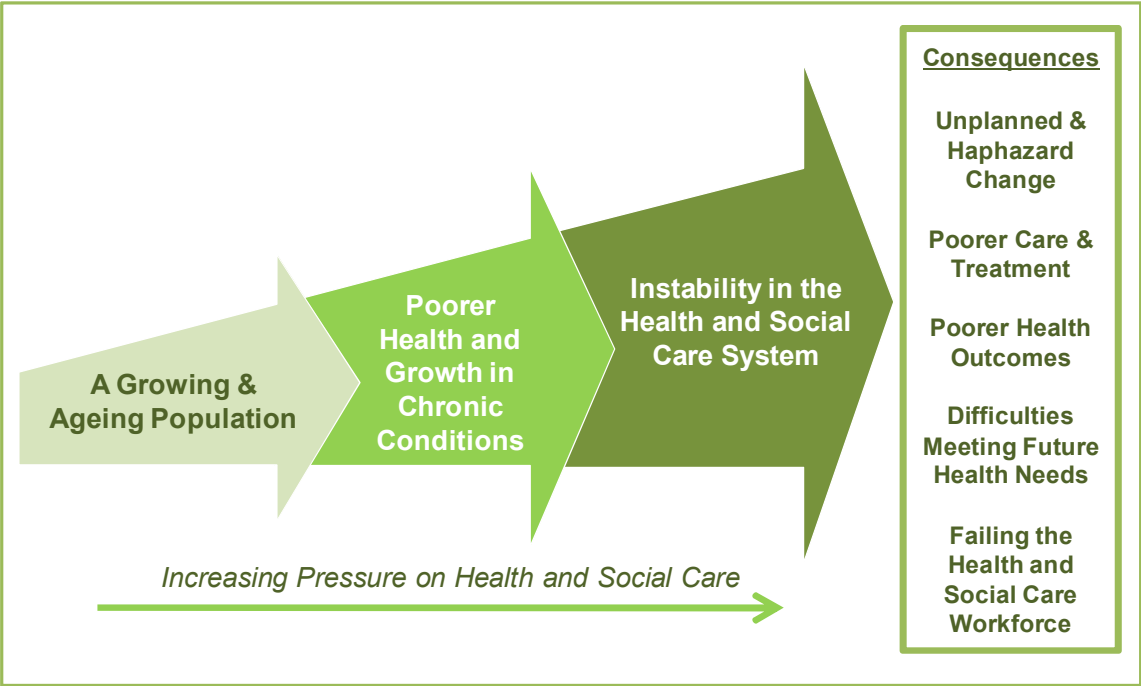 A Growing &
Ageing Population
Poorer
Health and
Growth in
Chronic
Conditions
Instability in the
Health and Social
Care System
Increasing Pressure on Health and Social Care
Consequences
Unplanned &
Haphazard
Change
Poorer Care &
Treatment
Poorer Health
Outcomes
Difficulties
Meeting Future
Health Needs
Failing the
Health and
Social Care
Workforce